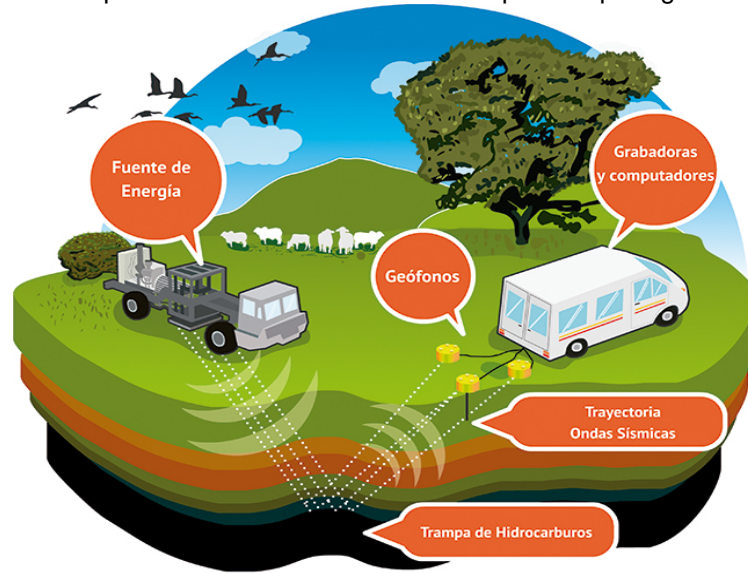 Fuente de
Energía
Grabadoras
y computadores
Geófonos
Trayectoria
Ondas Sísmicas
Trampa de Hidrocarburos